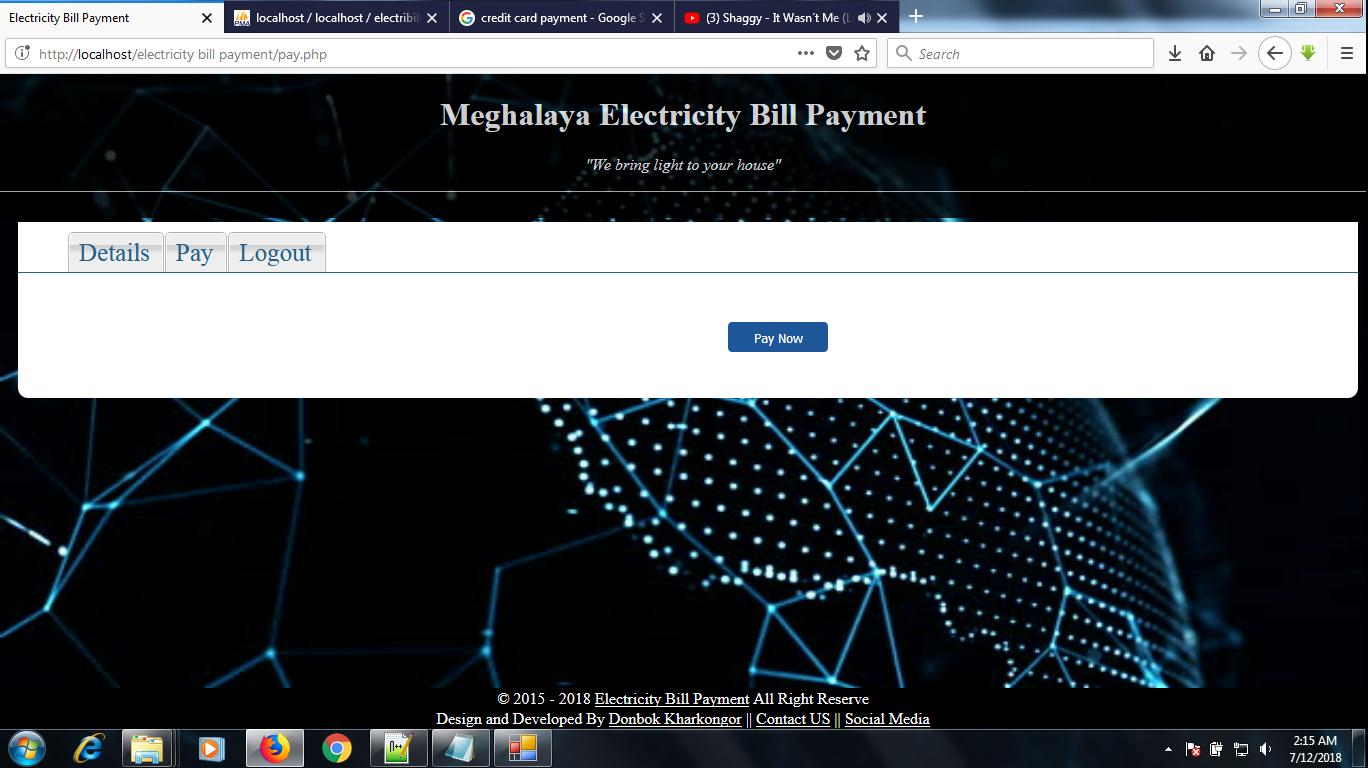 Electricity Bill Payment
localhost / localhost / electribil
credit card payment - Google S
(3) Shaggy - It Wasn´t Me (L
http://localhost/electricity bill payment/pay.php
Search
Meghalaya Electricity Bill Payment
"We bring light to your house"
Details Pay Logout
Pay Now
© 2015 - 2018 Electricity Bill Payment All Right Reserve
Design and Developed By Donbok Kharkongor || Contact US || Social Media
2:15 AM
7/12/2018